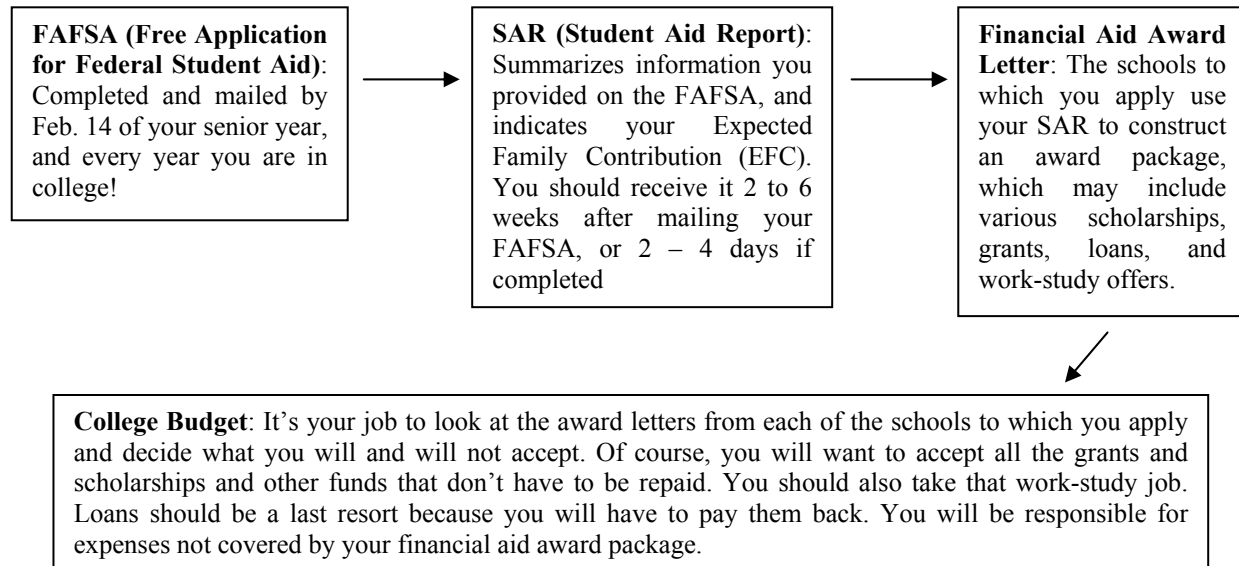 FAFSA (Free Application
for Federal Student Aid):
Completed and mailed by
Feb. 14 of your senior year,
and every year you are in
college!
SAR (Student Aid Report):
Summarizes information you
provided on the FAFSA, and
indicates your Expected
Family Contribution (EFC).
You should receive it 2 to 6
weeks after mailing your
FAFSA, or 2 – 4 days if
completed
Financial Aid Award
Letter: The schools to
which you apply use
your SAR to construct
an award package,
which may include
various scholarships,
grants, loans, and
work-study offers.
College Budget: It’s your job to look at the award letters from each of the schools to which you apply
and decide what you will and will not accept. Of course, you will want to accept all the grants and
scholarships and other funds that don’t have to be repaid. You should also take that work-study job.
Loans should be a last resort because you will have to pay them back. You will be responsible for
expenses not covered by your financial aid award package.